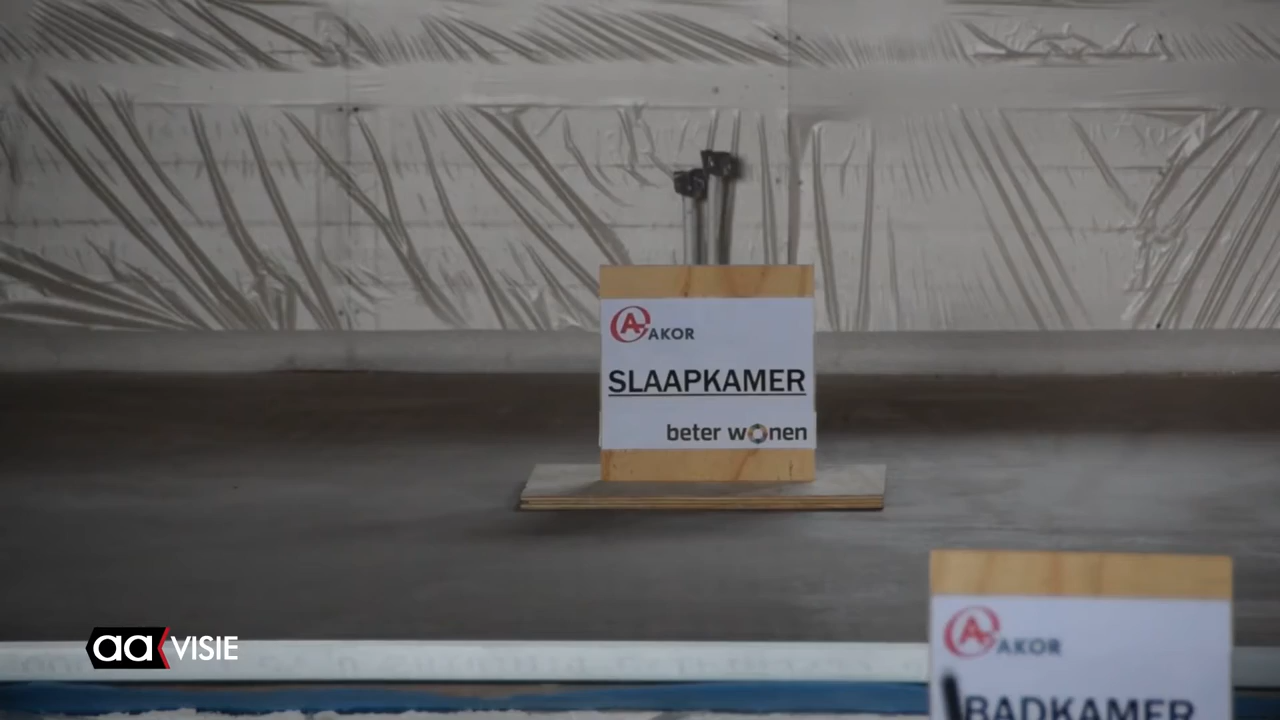 A
AKOR
SLAAPKAMER
beter wonen
A
AKOR
BADKAMER
aa VISIE